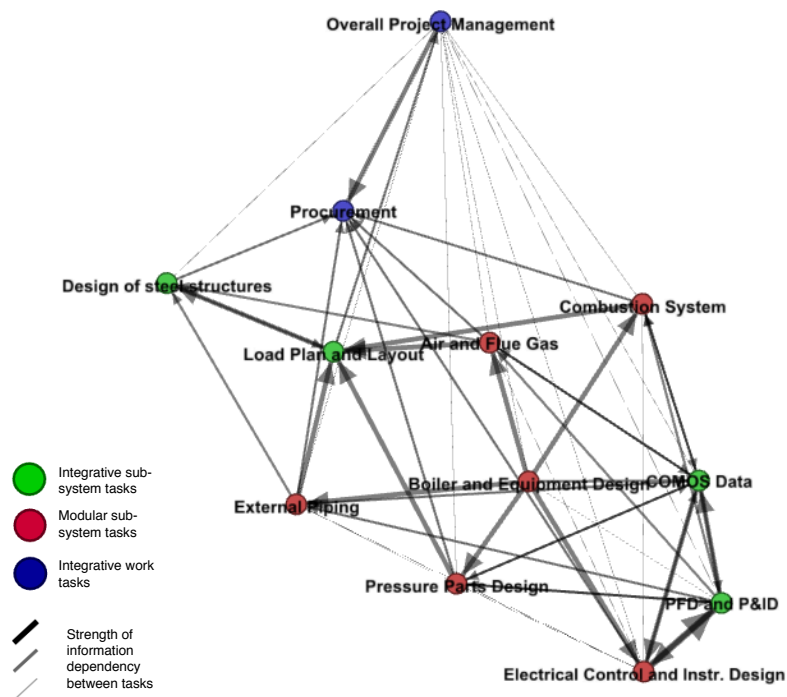 Overall Project Management
Procurement
Design of steel structures
Combustion System
Load Plan and Layout
Air and Flue Gas
Boiler and Equipment Design
COMOS Data
External Piping
Pressure Parts Design
PFD and P&ID
Electrical Control and Instr. Design
Integrative sub-
system tasks
Modular sub-
system tasks
Integrative work
tasks
Strength of
information
dependency
between tasks